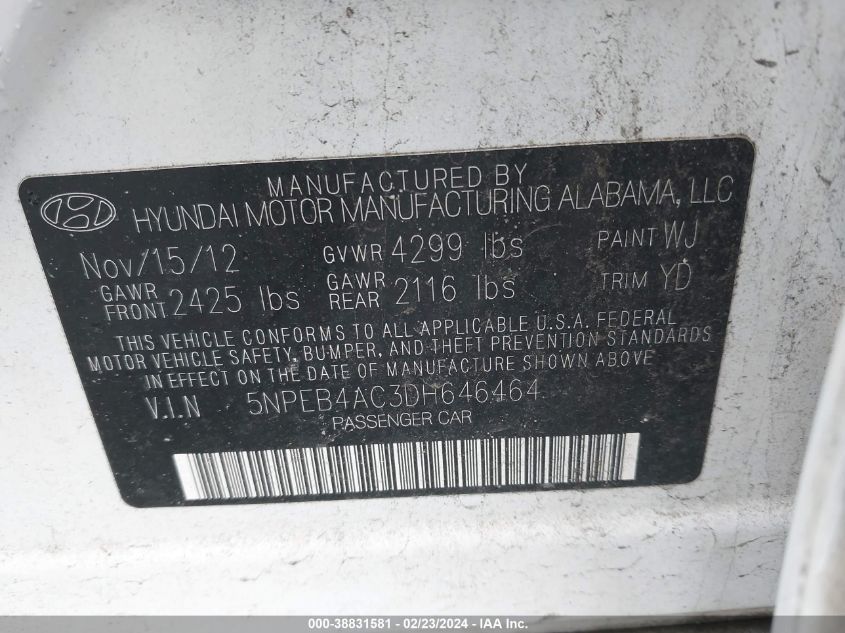 MANUFACTURED BY
HYUNDAI MOTOR MANUFACTURING ALABAMA, LLC
Nov/15/12 GVWR 4299 lbs PAINT WJ
GAWR FRONT 2425 lbs GAWR REAR 2116 lbs TRIM YD
THIS VEHICLE CONFORMS TO ALL APPLICABLE U.S.A. FEDERAL
MOTOR VEHICLE SAFETY, BUMPER, AND THEFT PREVENTION STANDARDS
IN EFFECT ON THE DATE OF MANUFACTURE SHOWN ABOVE
V.I.N 5NPEB4AC3DH646464
PASSENGER CAR
000-38831581 - 02/23/2024 - IAA Inc.